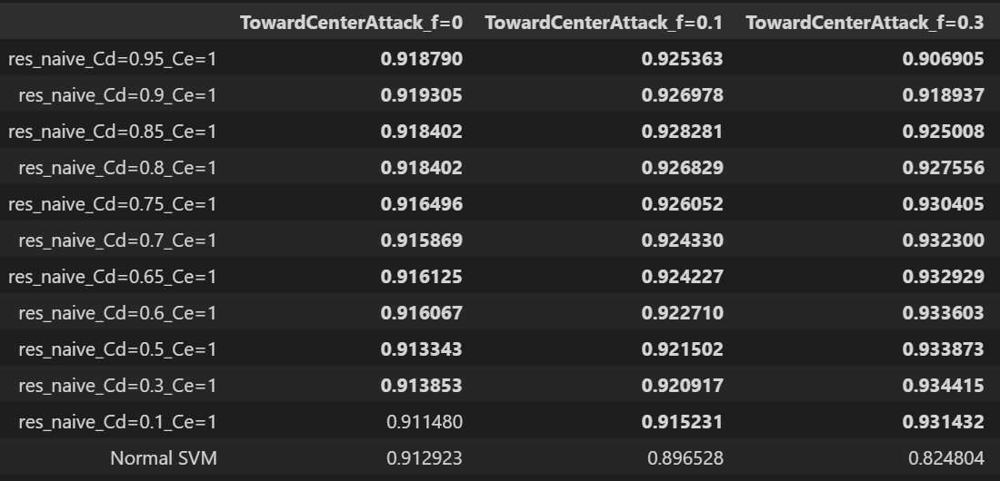 TowardCenterAttack_f=0 TowardCenterAttack_f=0.1 TowardCenterAttack_f=0.3
res_naive_Cd=0.95_Ce=1 0.918790 0.925363 0.906905
res_naive_Cd=0.9_Ce=1 0.919305 0.926978 0.918937
res_naive_Cd=0.85_Ce=1 0.918402 0.928281 0.925008
res_naive_Cd=0.8_Ce=1 0.918402 0.926829 0.927556
res_naive_Cd=0.75_Ce=1 0.916496 0.926052 0.930405
res_naive_Cd=0.7_Ce=1 0.915869 0.924330 0.932300
res_naive_Cd=0.65_Ce=1 0.916125 0.924227 0.932929
res_naive_Cd=0.6_Ce=1 0.916067 0.922710 0.933603
res_naive_Cd=0.5_Ce=1 0.913343 0.921502 0.933873
res_naive_Cd=0.3_Ce=1 0.913853 0.920917 0.934415
res_naive_Cd=0.1_Ce=1 0.911480 0.915231 0.931432
Normal SVM 0.912923 0.896528 0.824804